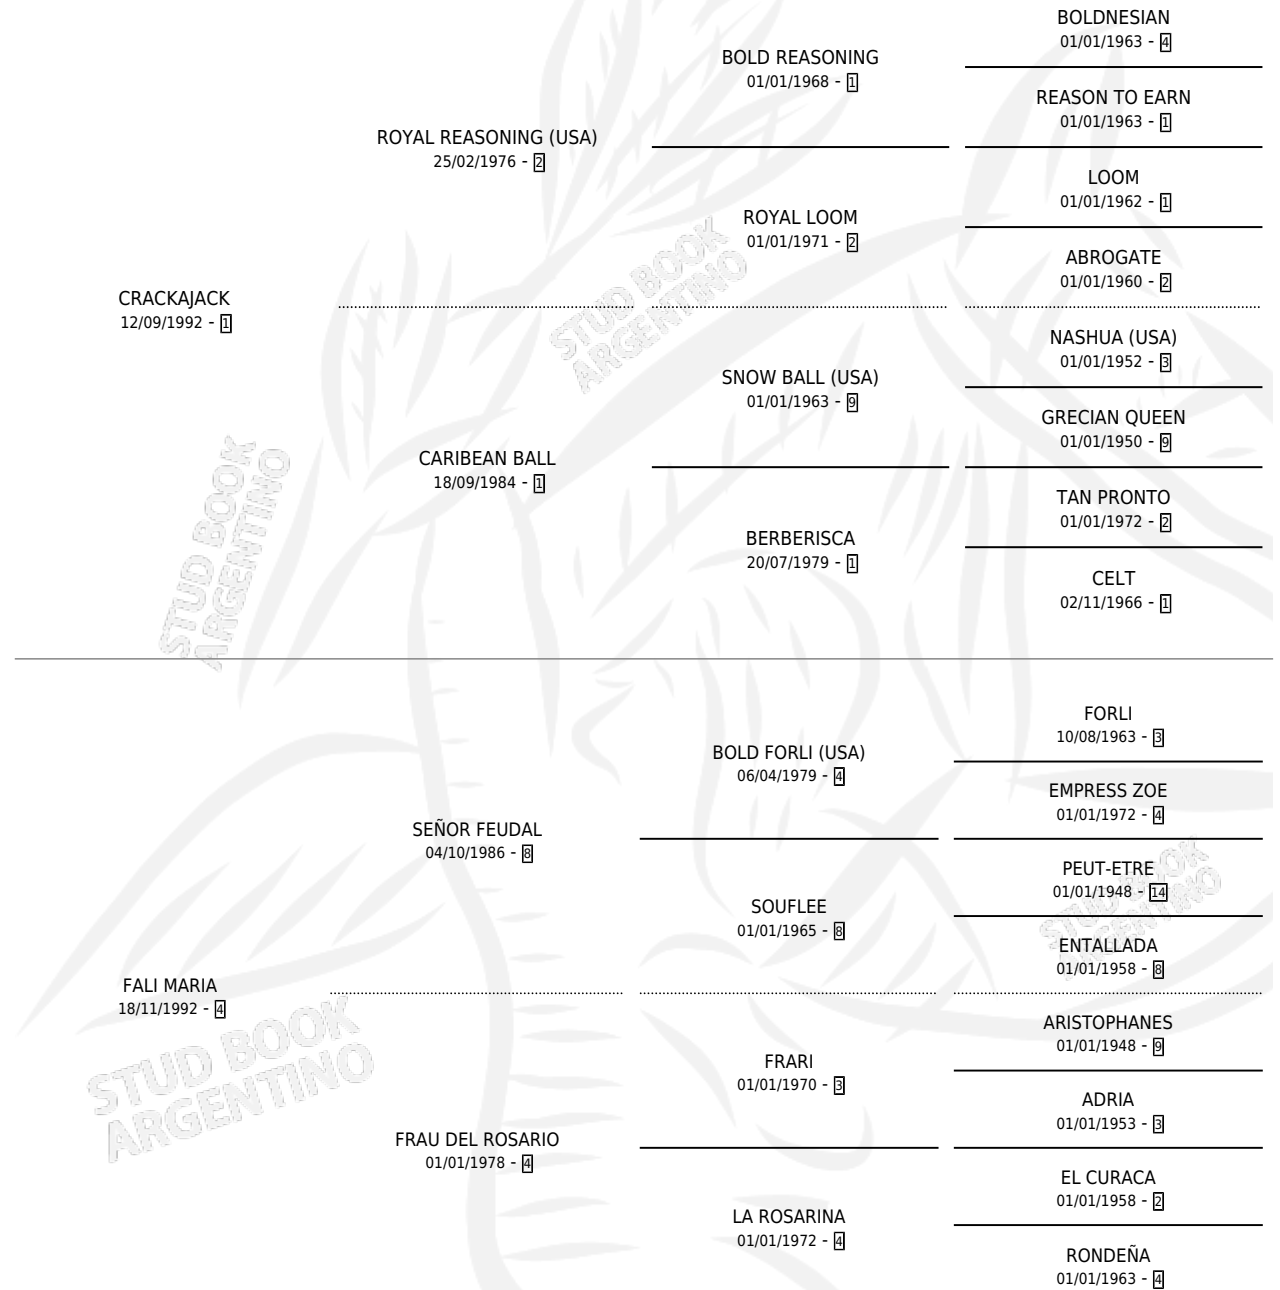 BOLDNESIAN
01/01/1963 - 4
BOLD REASONING
01/01/1968 - 1
REASON TO EARN
01/01/1963 - 1
ROYAL REASONING (USA)
25/02/1976 - 2
LOOM
01/01/1962 - 1
ROYAL LOOM
01/01/1971 - 2
ABROGATE
01/01/1960 - 2
CRACKAJACK
12/09/1992 - 1
NASHUA (USA)
01/01/1952 - 3
SNOW BALL (USA)
01/01/1963 - 9
GRECIAN QUEEN
01/01/1950 - 9
CARIBEAN BALL
18/09/1984 - 1
TAN PRONTO
01/01/1972 - 2
BERBERISCA
20/07/1979 - 1
CELT
02/11/1966 - 1
FORLI
10/08/1963 - 3
BOLD FORLI (USA)
06/04/1979 - 4
EMPRESS ZOE
01/01/1972 - 4
SEÑOR FEUDAL
04/10/1986 - 8
PEUT-ETRE
01/01/1948 - 14
SOUFLEE
01/01/1965 - 8
ENTALLADA
01/01/1958 - 8
FALI MARIA
18/11/1992 - 4
ARISTOPHANES
01/01/1948 - 9
FRARI
01/01/1970 - 3
ADRIA
01/01/1953 - 3
FRAU DEL ROSARIO
01/01/1978 - 4
EL CURACA
01/01/1958 - 2
LA ROSARINA
01/01/1972 - 4
RONDEÑA
01/01/1963 - 4
STUD BOOK
ARGENTINO
STUD BOOK
ARGENTINO
STUD BOOK
ARGENTINO
STUD BOOK
ARGENTINO